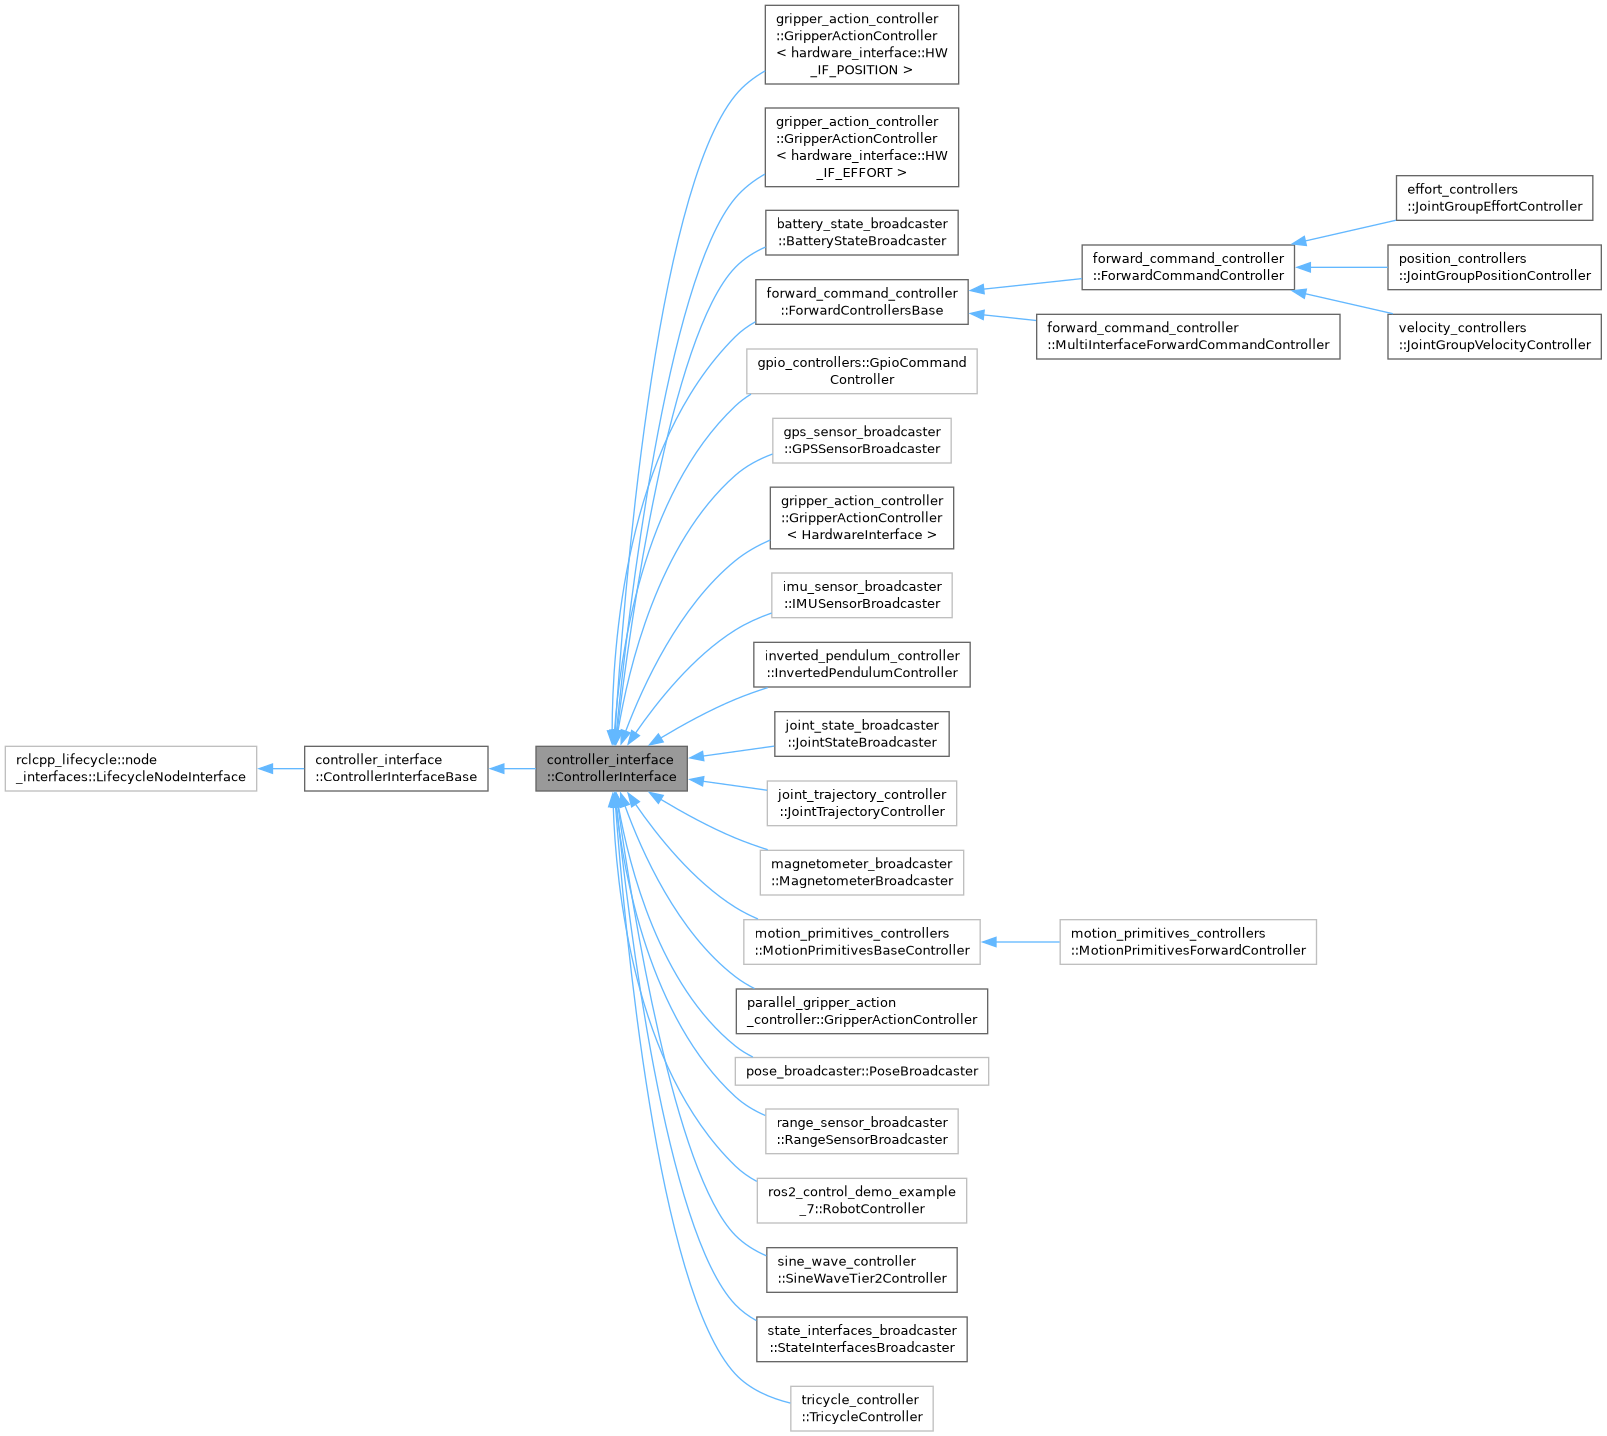 gripper_action_controller
::GripperActionController
< hardware_interface::HW
_IF_POSITION >
gripper_action_controller
::GripperActionController
< hardware_interface::HW
_IF_EFFORT >
battery_state_broadcaster
::BatteryStateBroadcaster
forward_command_controller
::ForwardControllersBase
forward_command_controller
::ForwardCommandController
effort_controllers
::JointGroupEffortController
position_controllers
::JointGroupPositionController
velocity_controllers
::JointGroupVelocityController
forward_command_controller
::MultiInterfaceForwardCommandController
gpio_controllers::GpioCommand
Controller
gps_sensor_broadcaster
::GPSSensorBroadcaster
gripper_action_controller
::GripperActionController
< HardwareInterface >
imu_sensor_broadcaster
::IMUSensorBroadcaster
inverted_pendulum_controller
::InvertedPendulumController
joint_state_broadcaster
::JointStateBroadcaster
rclcpp_lifecycle::node
_interfaces::LifecycleNodeInterface
controller_interface
::ControllerInterfaceBase
controller_interface
::ControllerInterface
joint_trajectory_controller
::JointTrajectoryController
magnetometer_broadcaster
::MagnetometerBroadcaster
motion_primitives_controllers
::MotionPrimitivesBaseController
motion_primitives_controllers
::MotionPrimitivesForwardController
parallel_gripper_action
_controller::GripperActionController
pose_broadcaster::PoseBroadcaster
range_sensor_broadcaster
::RangeSensorBroadcaster
ros2_control_demo_example
_7::RobotController
sine_wave_controller
::SineWaveTier2Controller
state_interfaces_broadcaster
::StateInterfacesBroadcaster
tricycle_controller
::TricycleController